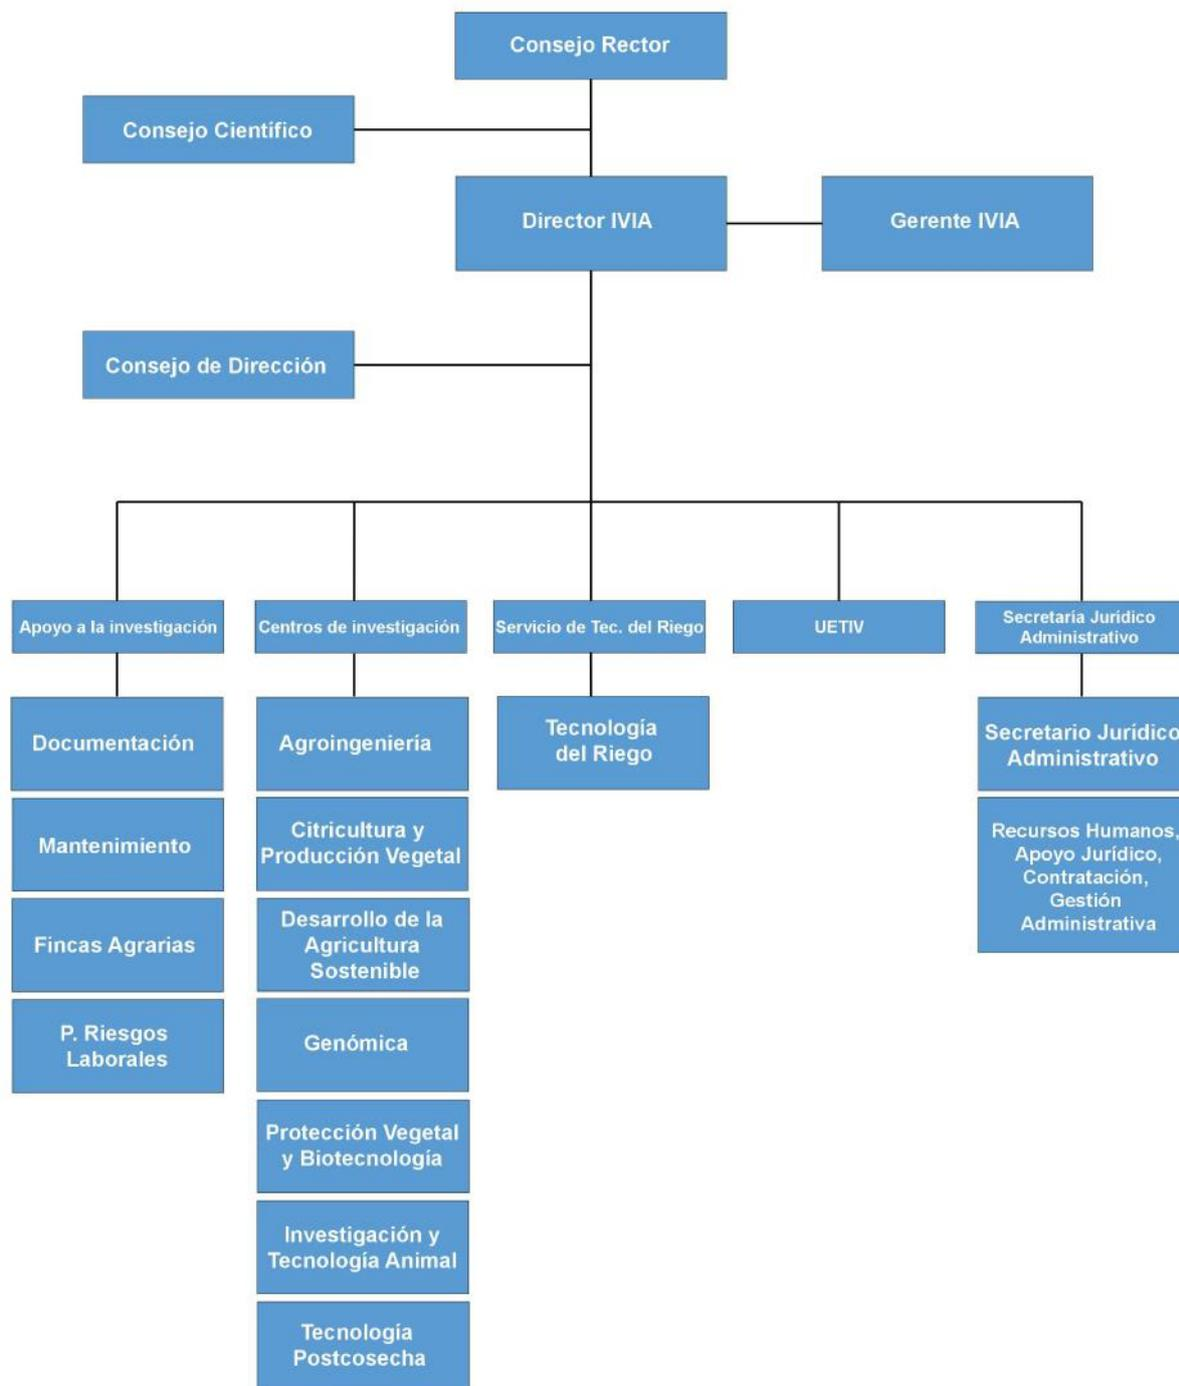 Consejo Rector
Consejo Científico
Director IVIA
Gerente IVIA
Consejo de Dirección
Apoyo a la investigación
Centros de investigación
Servicio de Tec. del Riego
UETIV
Secretaría Jurídico
Administrativo
Documentación
Mantenimiento
Fincas Agrarias
P. Riesgos
Laborales
Agroingeniería
Citricultura y
Producción Vegetal
Desarrollo de la
Agricultura
Sostenible
Genómica
Protección Vegetal
y Biotecnología
Investigación y
Tecnología Animal
Tecnología
Postcosecha
Tecnología
del Riego
Secretario Jurídico
Administrativo
Recursos Humanos,
Apoyo Jurídico,
Contratación,
Gestión
Administrativa